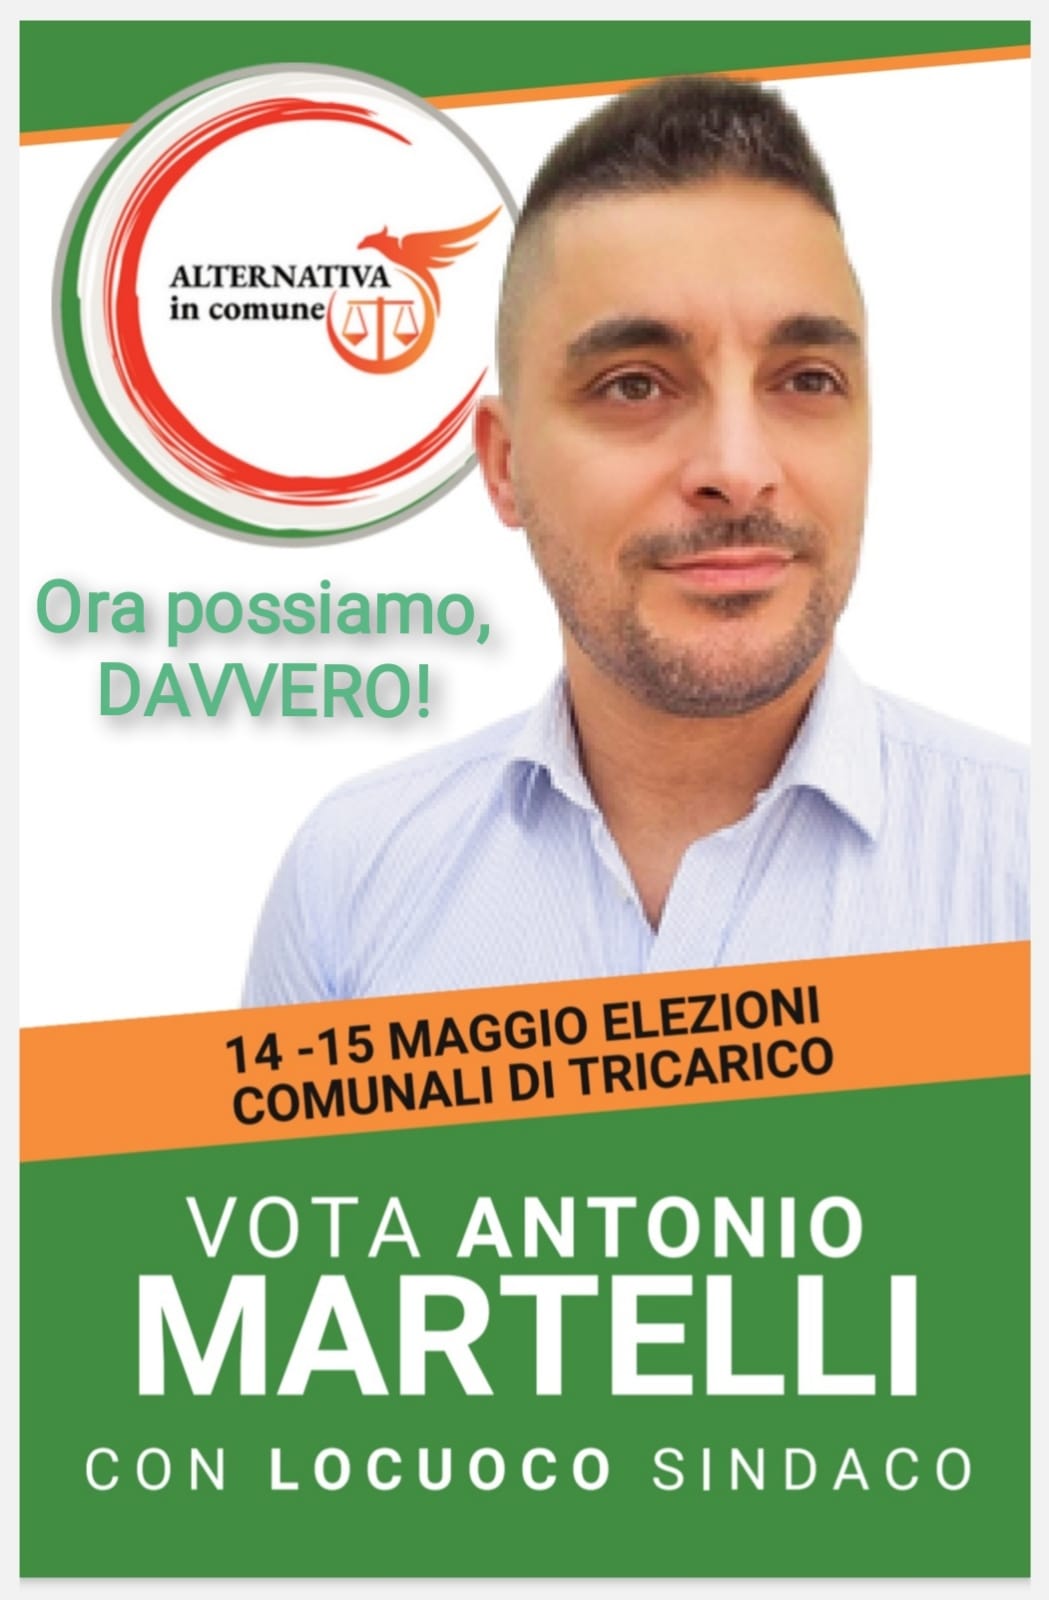 ALTERNATIVA
in comune
Ora possiamo,
DAVVERO!
14 -15 MAGGIO ELEZIONI
COMUNALI DI TRICARICO
VOTA ANTONIO
MARTELLI
CON LOCUOCO SINDACO